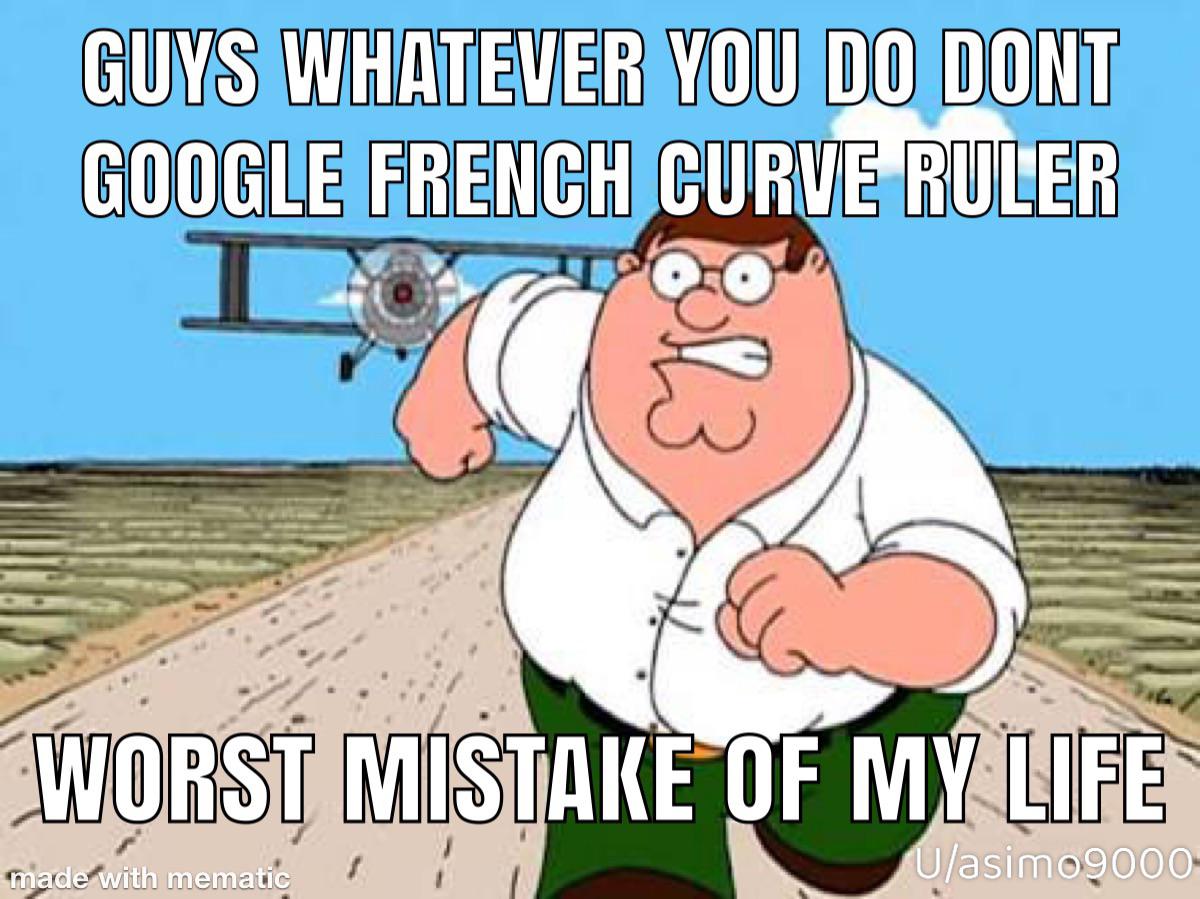 GUYS WHATEVER YOU DO DONT
GOOGLE FRENCH CURVE RULER
WORST MISTAKE OF MY LIFE
made with mematic
U/asimo9000